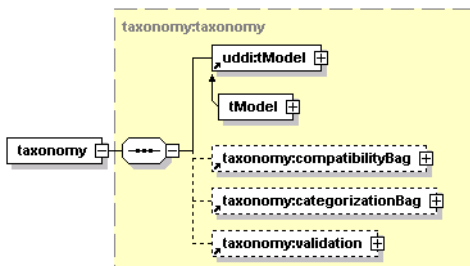 taxonomy:taxonomy
uddi:tModel
tModel
taxonomy
taxonomy:compatibilityBag
taxonomy:categorizationBag
taxonomy:validation